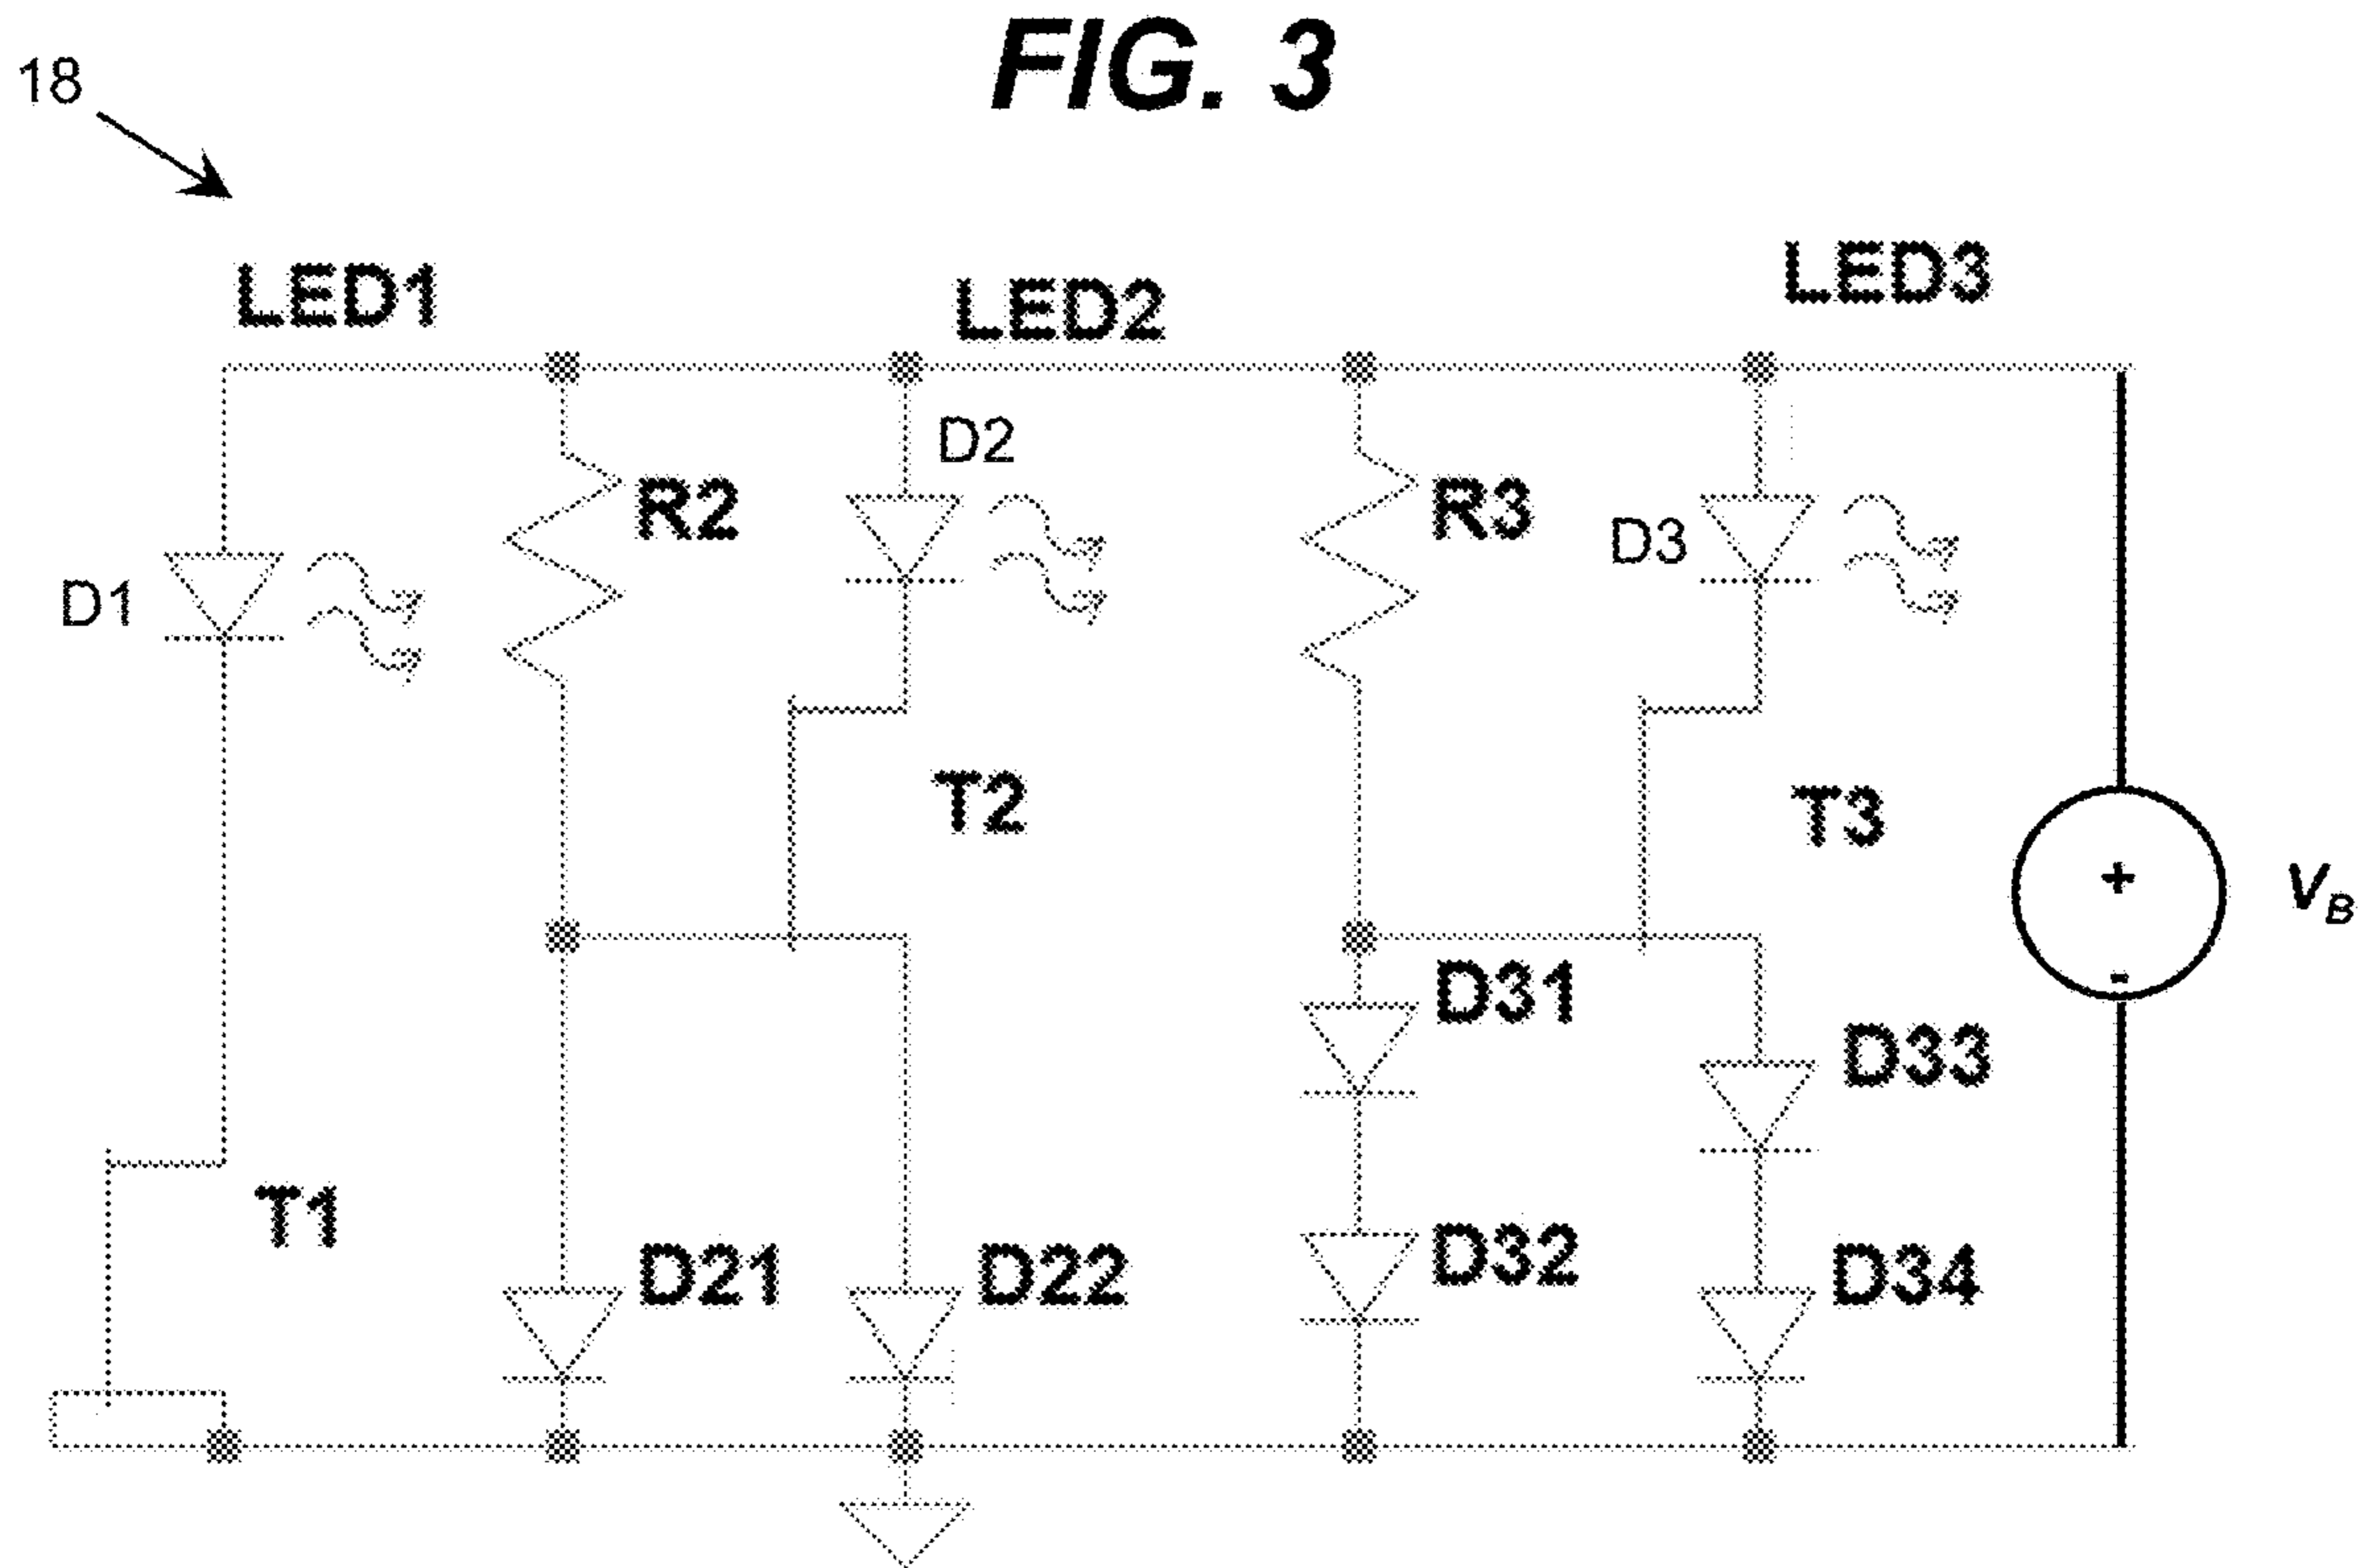 FIG. 3
18
LED1
LED2
LED3
D2
R2
R3
D3
D1
T2
T3
+
VB
-
D31
D33
T1
D32
D21
D22
D34